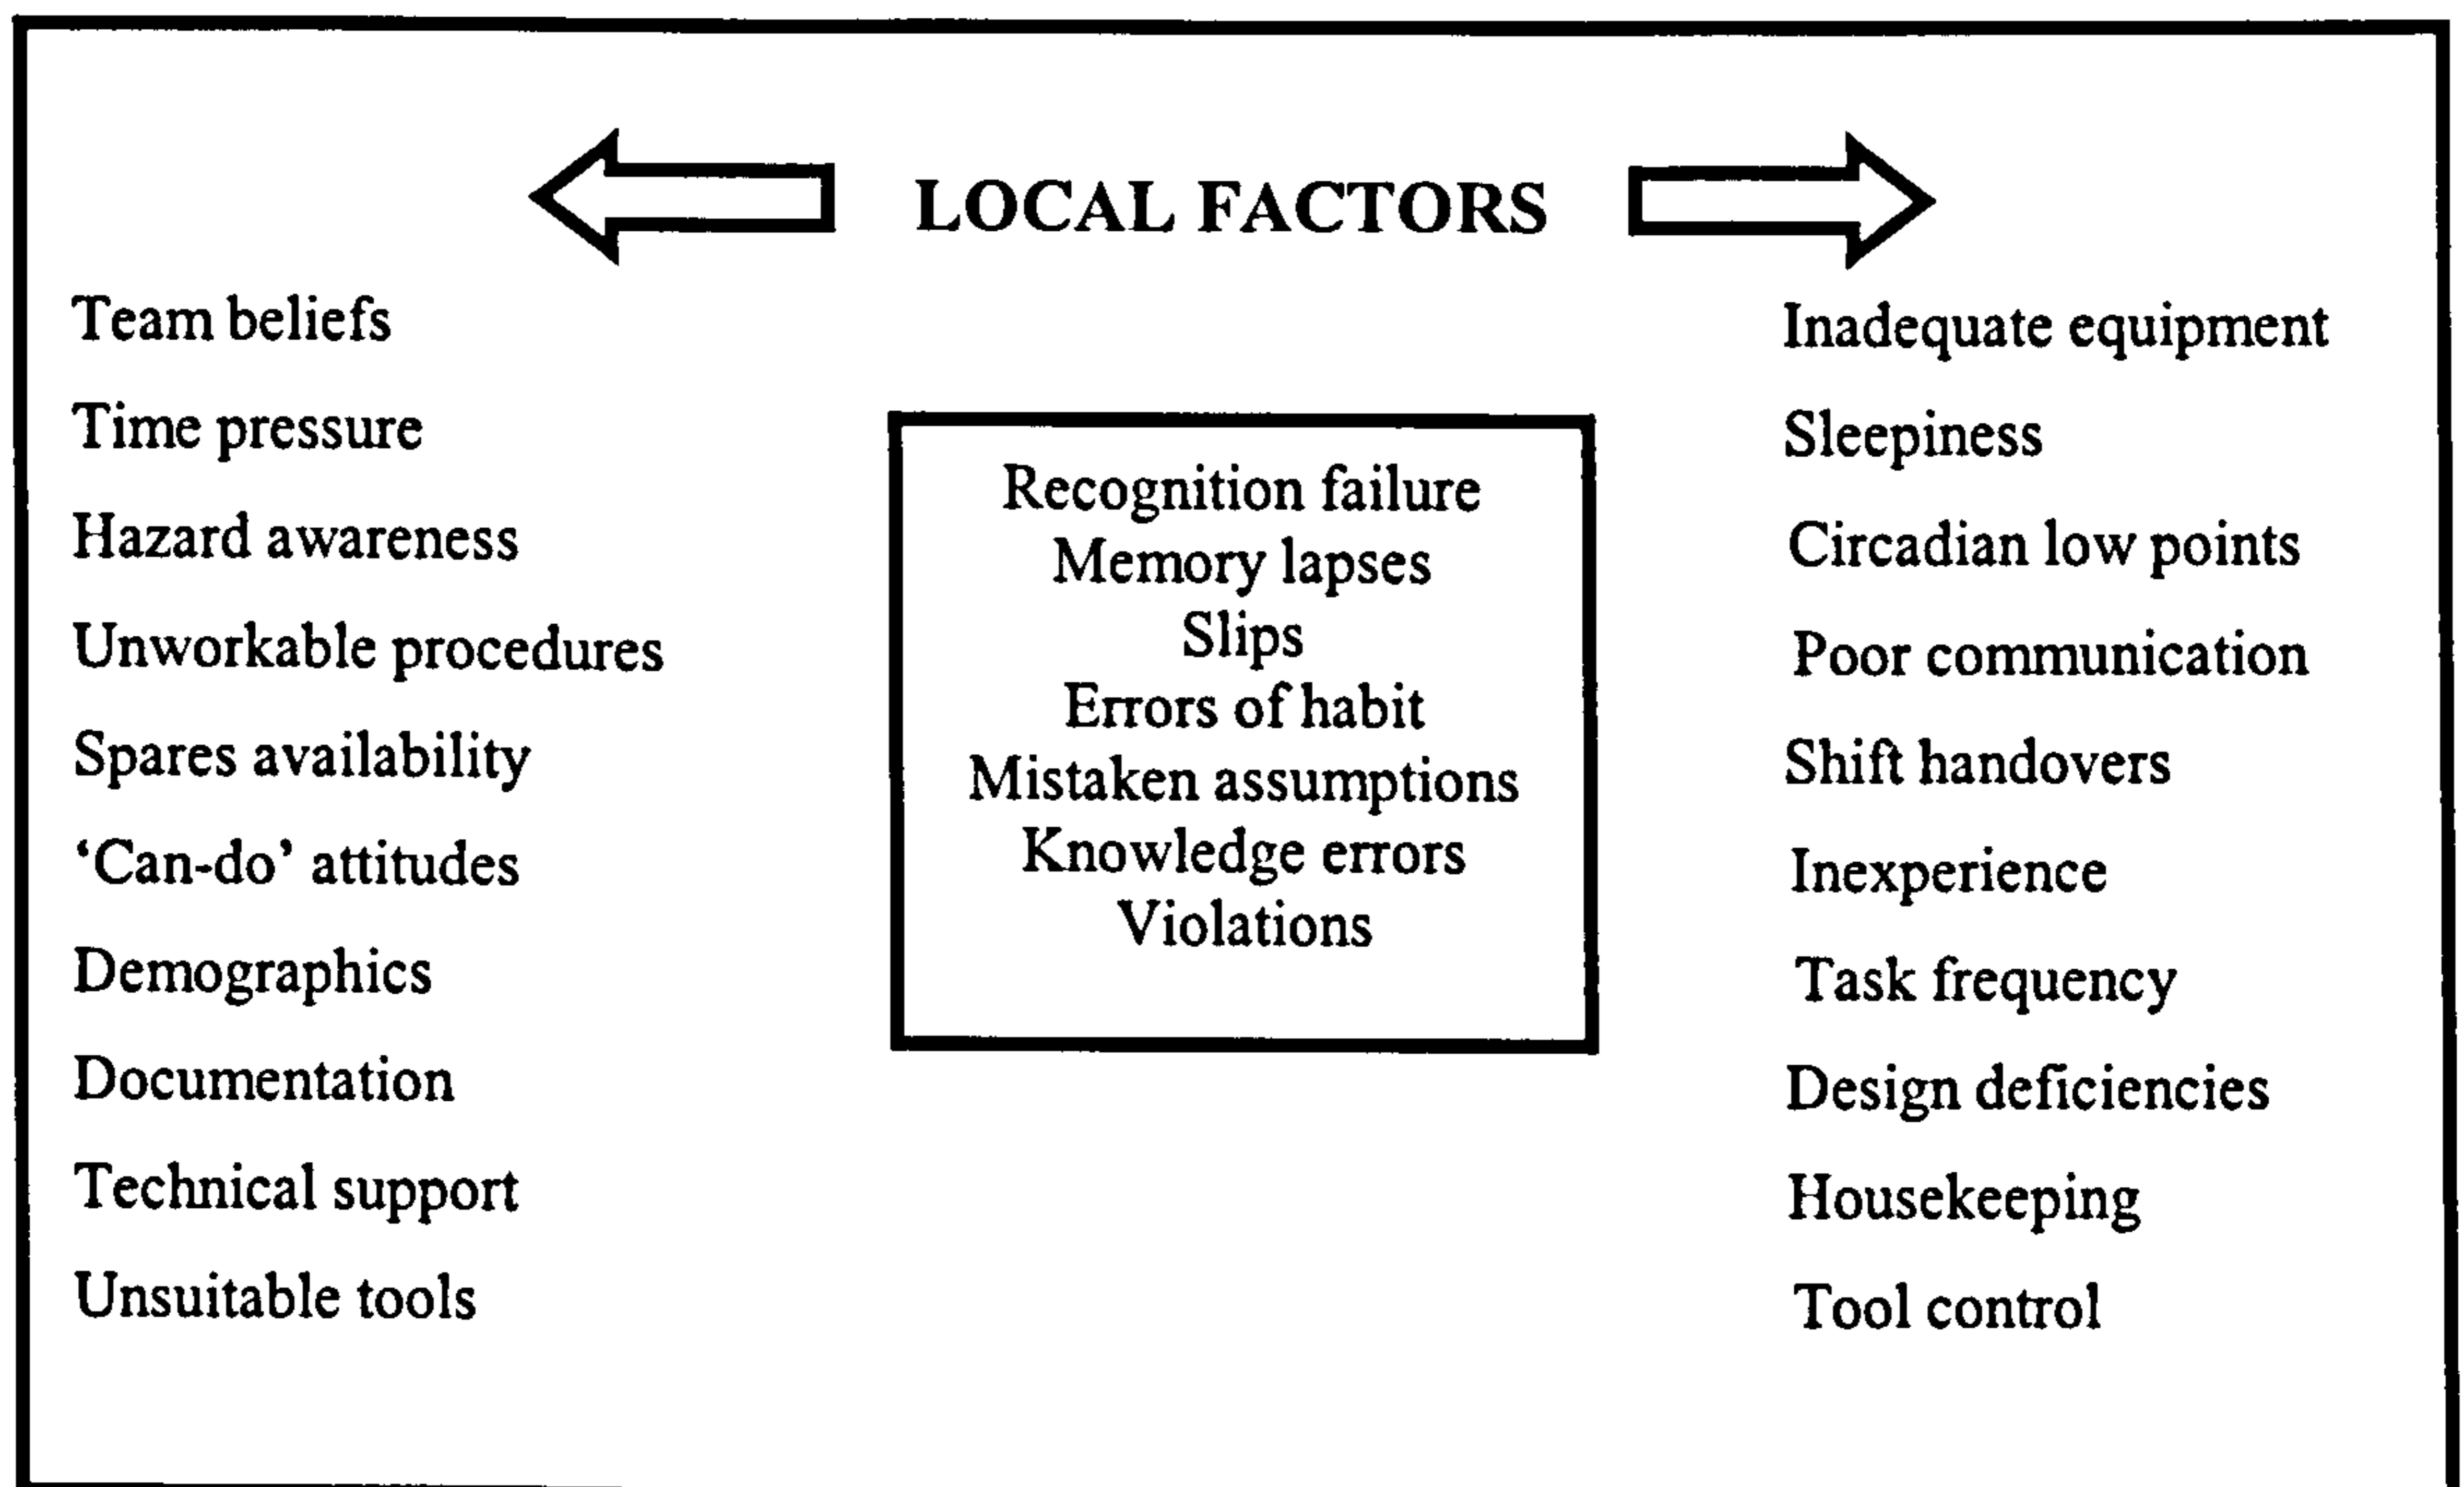 LOCAL FACTORS
Team beliefs
Time pressure
Hazard awareness
Unworkable procedures
Spares availability
‘Can-do’ attitudes
Demographics
Documentation
Technical support
Unsuitable tools
Recognition failure
Memory lapses
Slips
Errors of habit
Mistaken assumptions
Knowledge errors
Violations
Inadequate equipment
Sleepiness
Circadian low points
Poor communication
Shift handovers
Inexperience
Task frequency
Design deficiencies
Housekeeping
Tool control